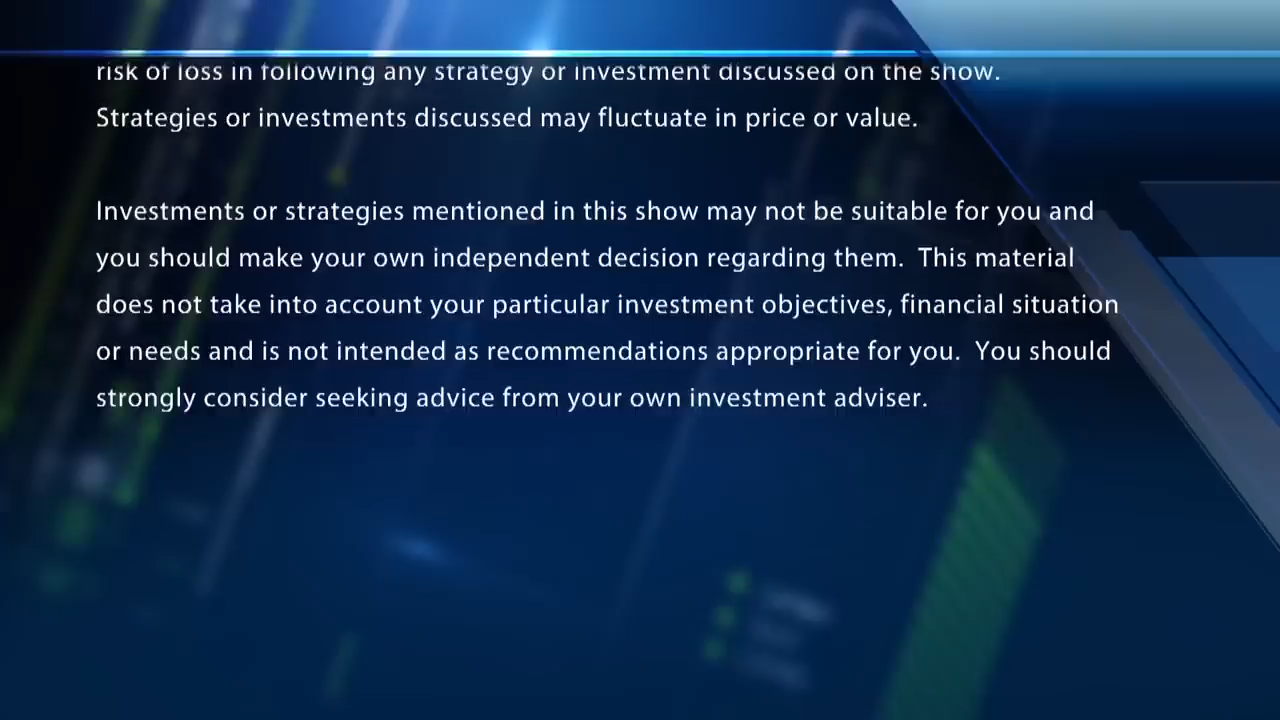 risk of loss in following any strategy or investment discussed on the show.
Strategies or investments discussed may fluctuate in price or value.
Investments or strategies mentioned in this show may not be suitable for you and
you should make your own independent decision regarding them.  This material
does not take into account your particular investment objectives, financial situation
or needs and is not intended as recommendations appropriate for you.  You should
strongly consider seeking advice from your own investment adviser.